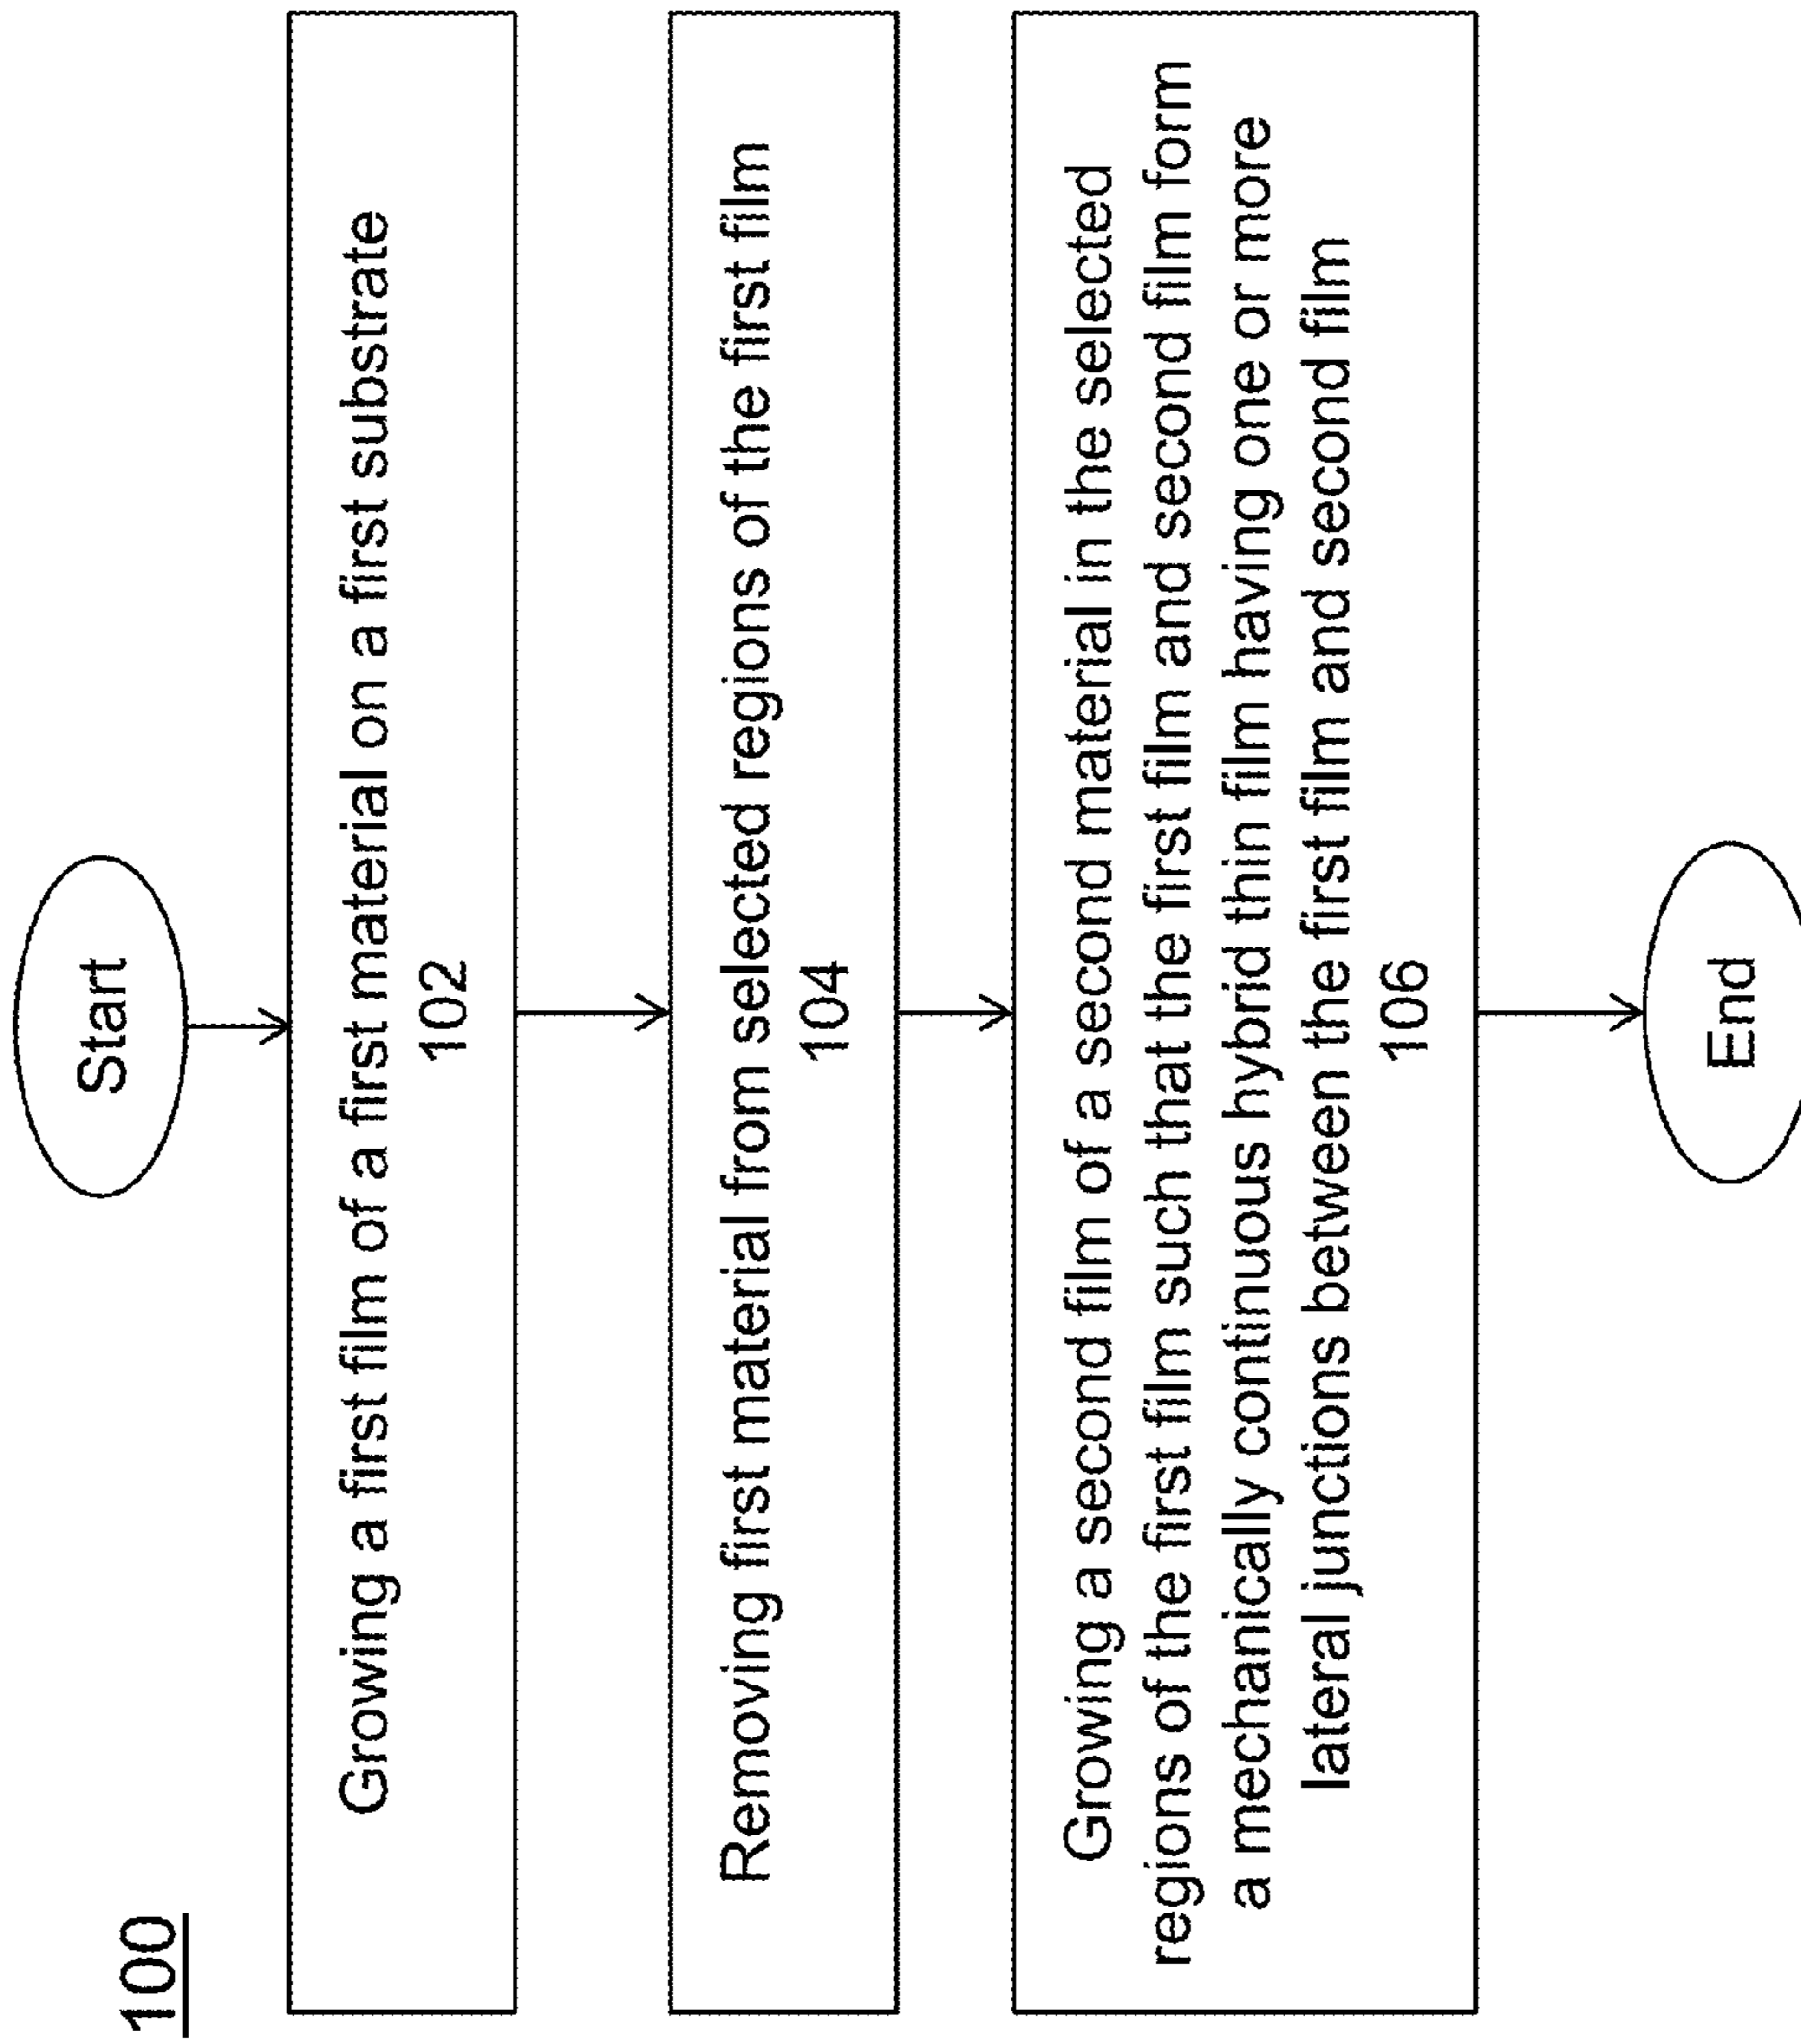 100
Start
Growing a first film of a first material on a first substrate
102
Removing first material from selected regions of the first film
104
Growing a second film of a second material in the selected
regions of the first film such that the first film and second film form
a mechanically continuous hybrid thin film having one or more
lateral junctions between the first film and second film
106
End